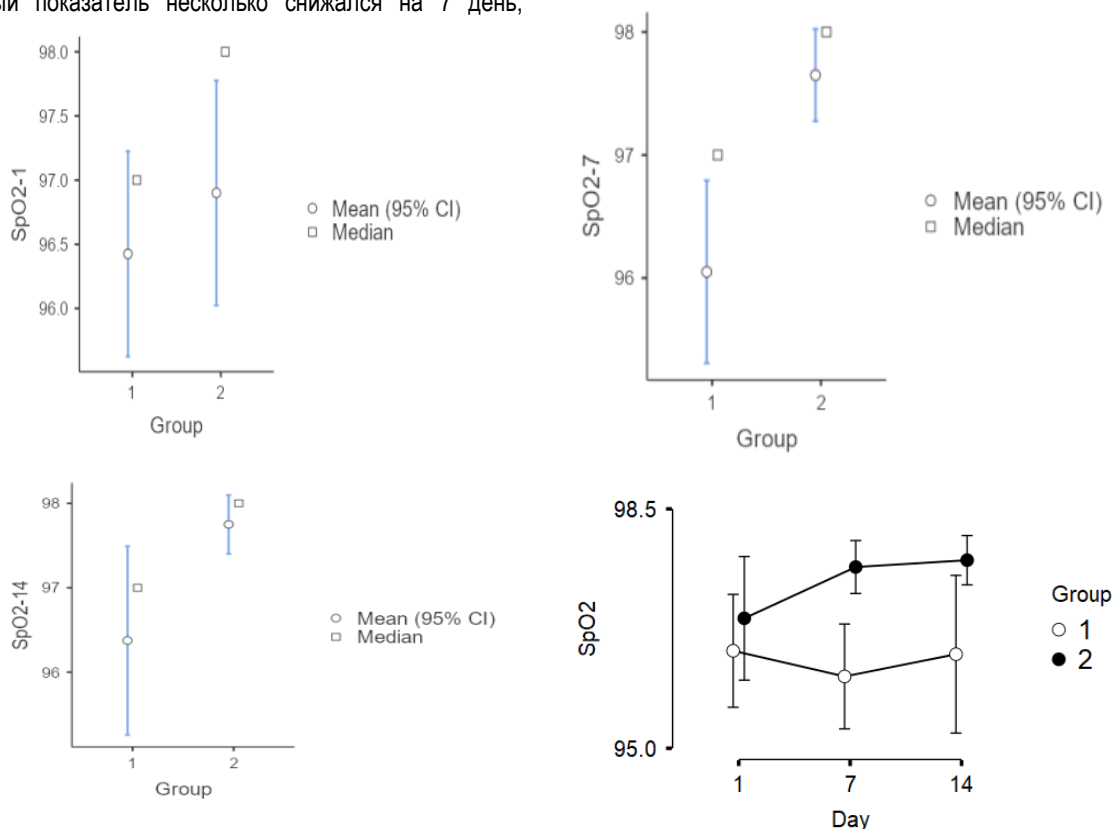 ый показатель несколько снижался на 7 день,
98.0
97.5
97.0
96.5
96.0
SpO2-1
1 2
Group
Mean (95% CI)
Median
98
97
96
SpO2-7
1 2
Group
Mean (95% CI)
Median
98
97
96
SpO2-14
1 2
Group
Mean (95% CI)
Median
98.5
95.0
SpO2
1 7 14
Day
Group
1
2